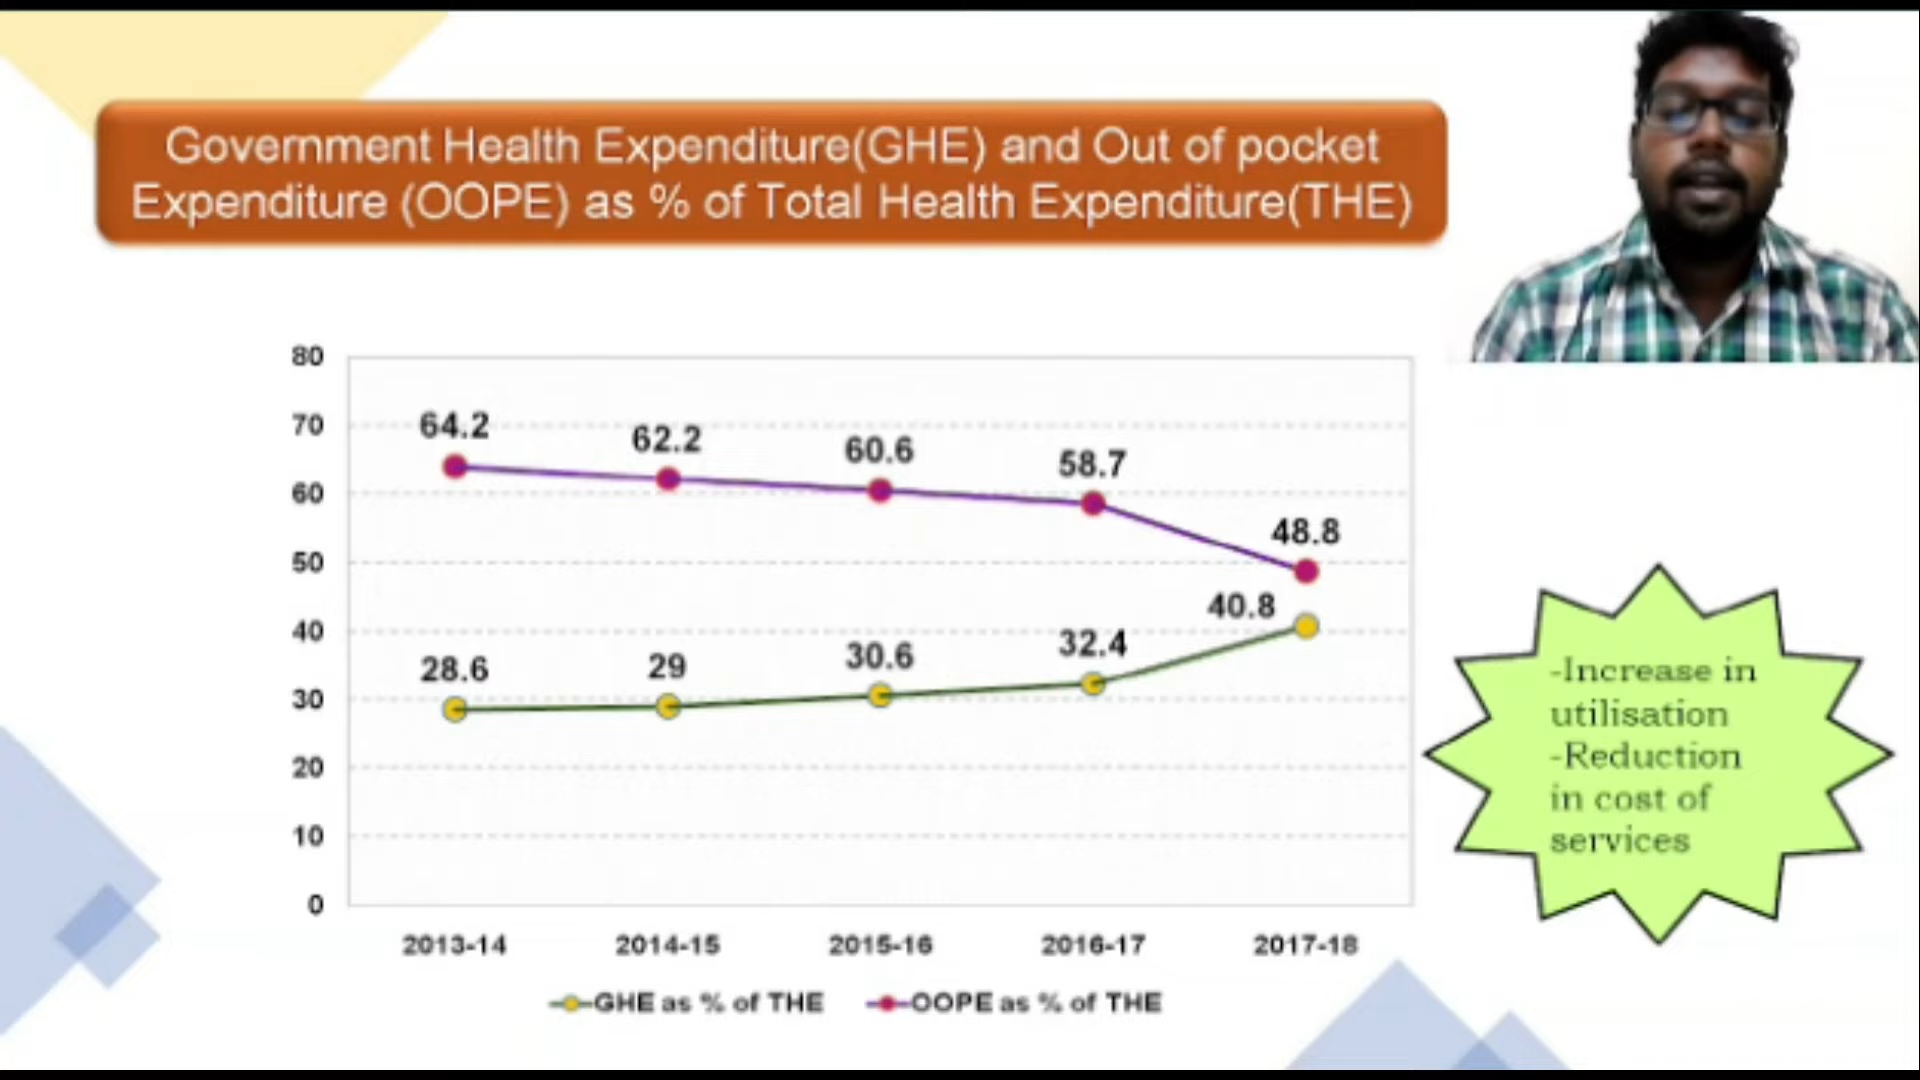 Government Health Expenditure(GHE) and Out of pocket
Expenditure (OOPE) as % of Total Health Expenditure(THE)
80
70
60
50
40
30
20
10
0
64.2
62.2
60.6
58.7
48.8
28.6
29
30.6
32.4
40.8
2013-14 2014-15 2015-16 2016-17 2017-18
GHE as % of THE OOPE as % of THE
-Increase in
utilisation
-Reduction
in cost of
services